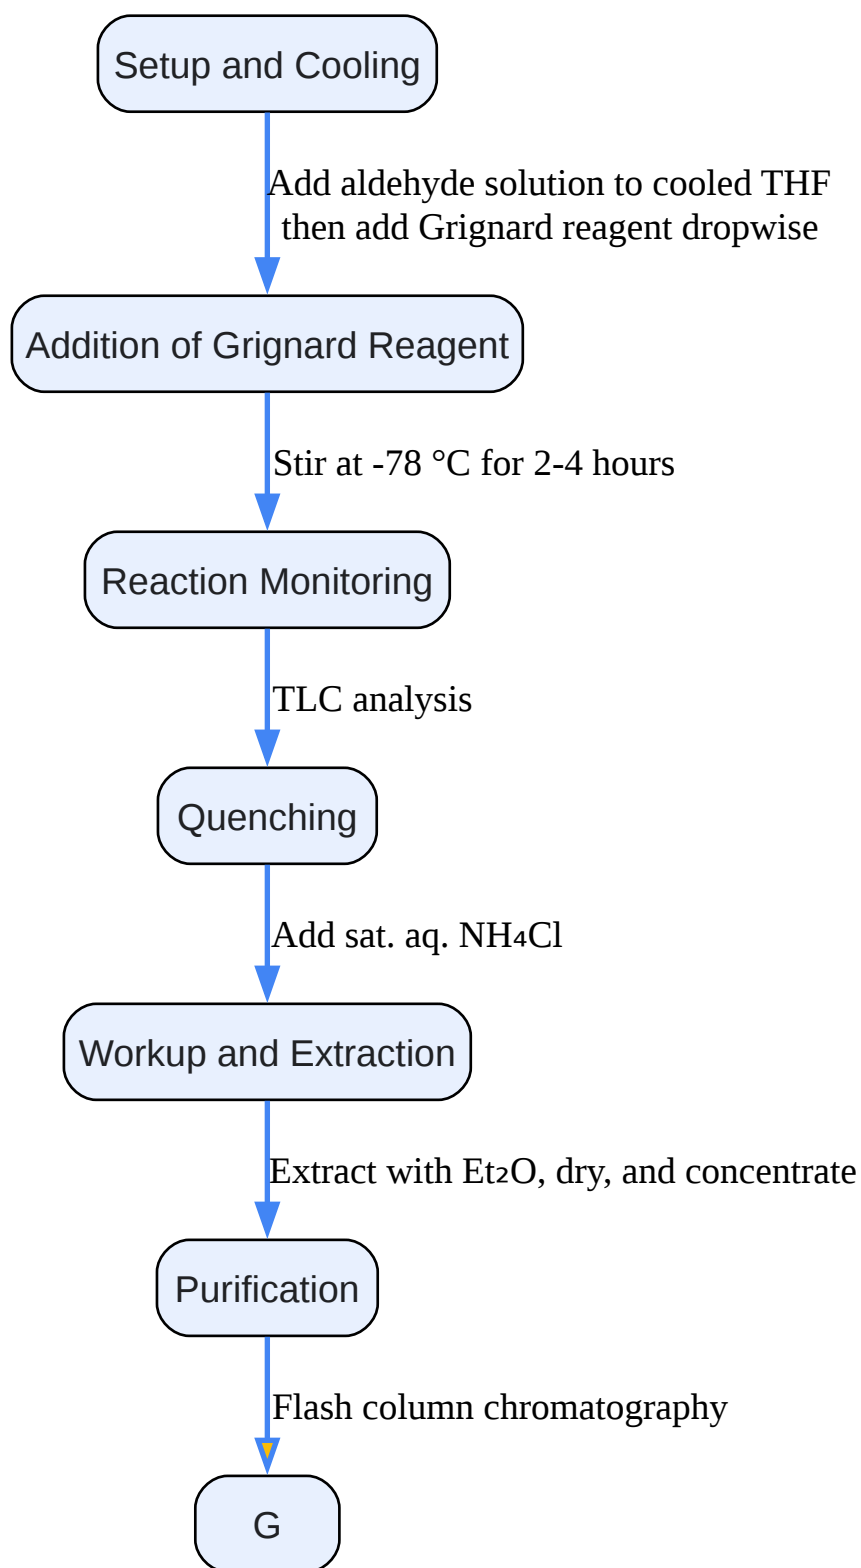 Setup and Cooling
Add aldehyde solution to cooled THF
then add Grignard reagent dropwise
Addition of Grignard Reagent
Stir at -78 °C for 2-4 hours
Reaction Monitoring
TLC analysis
Quenching
Add sat. aq. NH₄Cl
Workup and Extraction
Extract with Et₂O, dry, and concentrate
Purification
Flash column chromatography
G